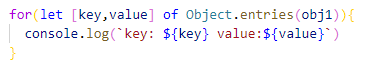 for(let [key,value] of Object.entries(obj1)){
  console.log(`key: ${key} value:${value}`)
}